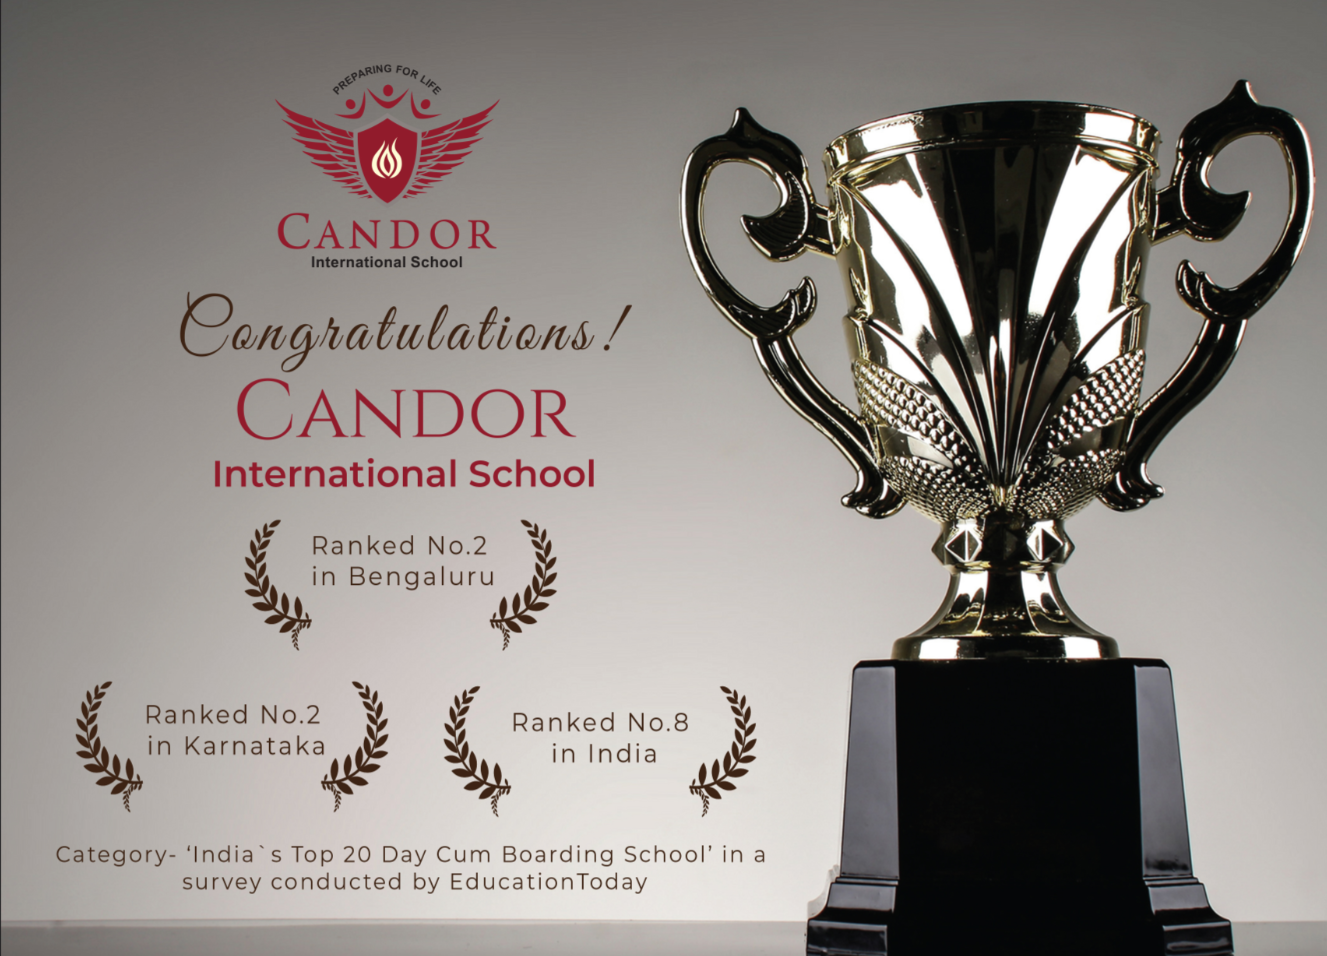 PREPARING FOR LIFE
CANDOR
International School
Congratulations!
CANDOR
International School
Ranked No.2
in Bengaluru
Ranked No.2
in Karnataka
Ranked No.8
in India
Category- ‘India`s Top 20 Day Cum Boarding School’ in a
survey conducted by EducationToday